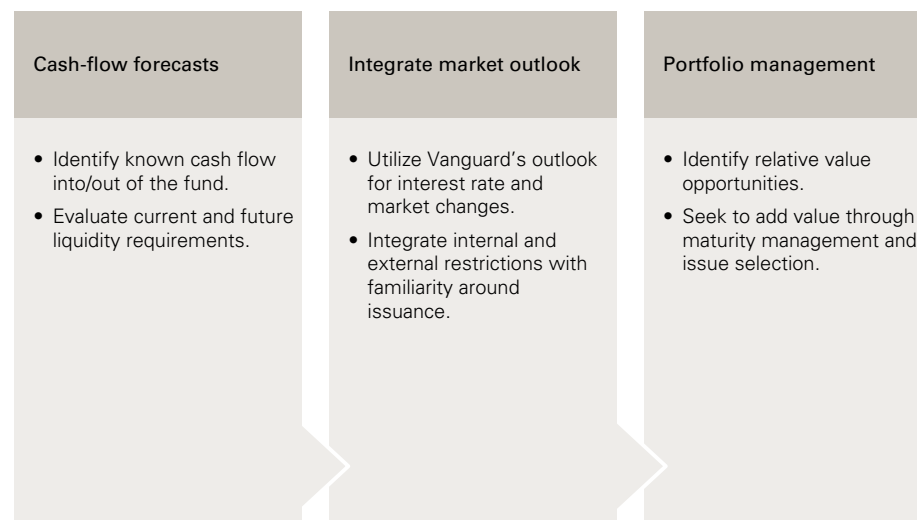 Cash-flow forecasts
• Identify known cash flow
into/out of the fund.
• Evaluate current and future
liquidity requirements.
Integrate market outlook
• Utilize Vanguard’s outlook
for interest rate and
market changes.
• Integrate internal and
external restrictions with
familiarity around
issuance.
Portfolio management
• Identify relative value
opportunities.
• Seek to add value through
maturity management and
issue selection.